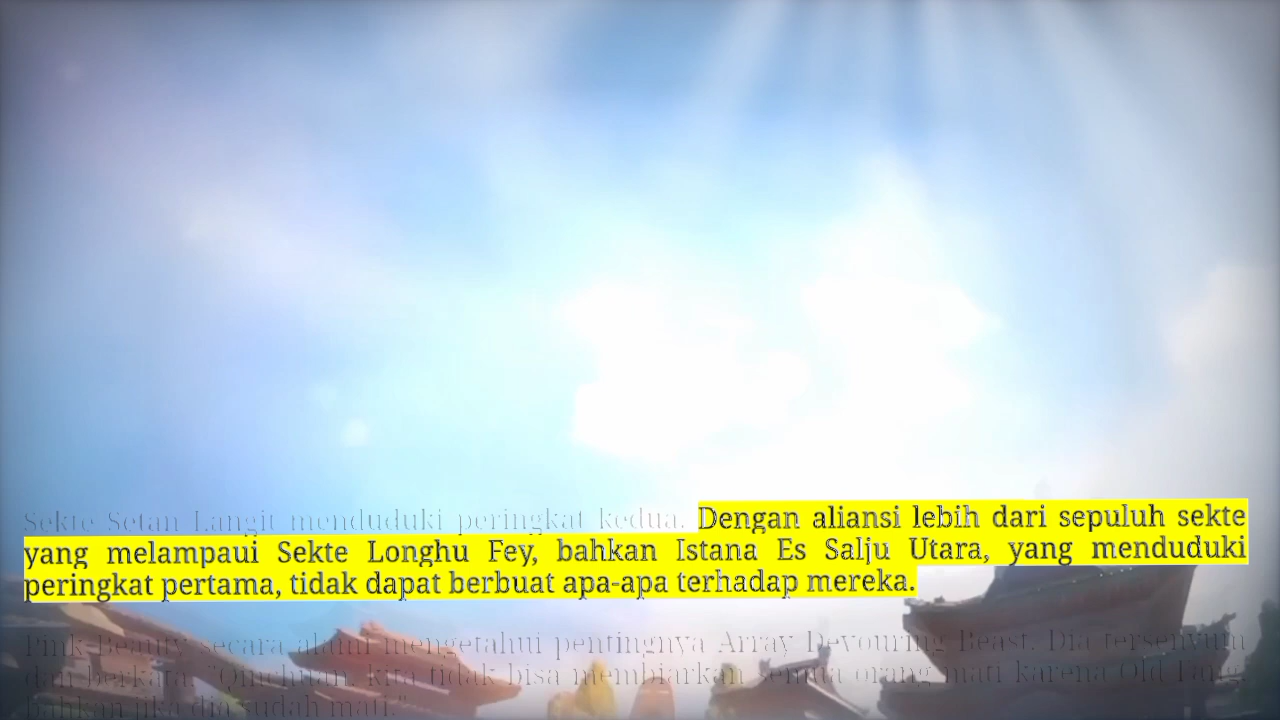 Sekte Setan Langit menduduki peringkat kedua. Dengan aliansi lebih dari sepuluh sekte
yang melampaui Sekte Longhu Fey, bahkan Istana Es Salju Utara, yang menduduki
peringkat pertama, tidak dapat berbuat apa-apa terhadap mereka.
Pink Beauty secara alami mengetahui pentingnya Array Devouring Beast. Dia tersenyum
dan berkata, "Qingchuan, kita tidak bisa membiarkan semua orang mati karena Old Fang
bahkan jika dia sudah mati."